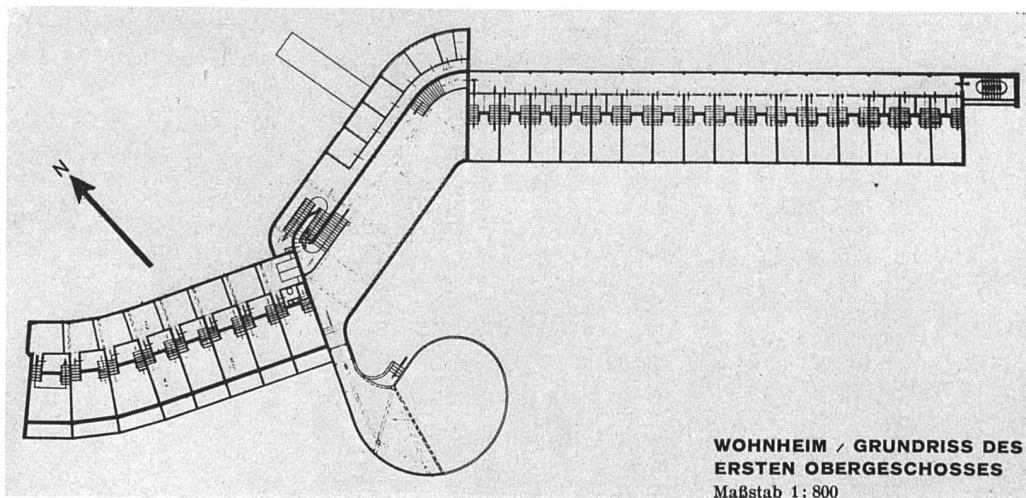 N
WOHNHEIM / GRUNDRISS DES
ERSTEN OBERGESCHOSSES
Maßstab 1:800